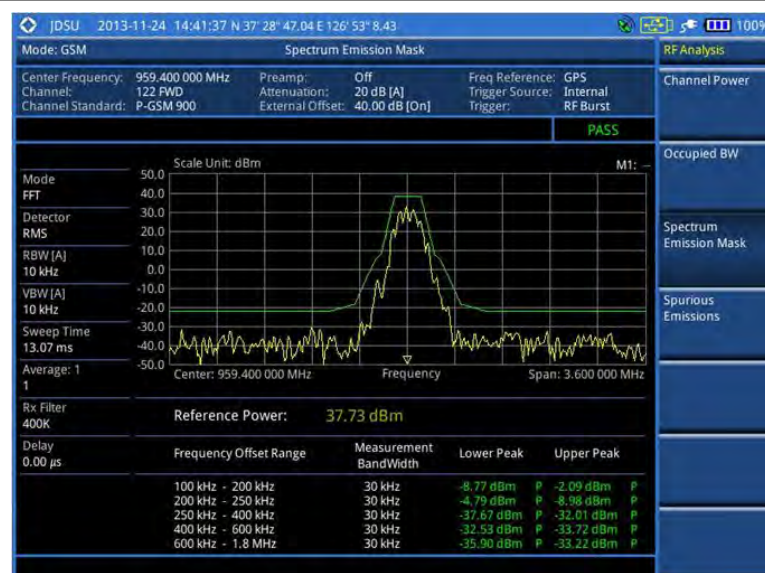 JDSU 2013-11-24 14:41:37 N 37° 28" 47.04 E 126° 53" 8.43 100%
Mode: GSM Spectrum Emission Mask RF Analysis
Center Frequency: 959.400 000 MHz Preamp: Off Freq Reference: GPS
Channel: 122 FWD Attenuation: 20 dB [A] Trigger Source: Internal
Channel Standard: P-GSM 900 External Offset: 40.00 dB [On] Trigger: RF Burst
Channel Power
PASS
Occupied BW
Scale Unit: dBm M1: --
Mode
FFT
Detector
RMS
RBW [A]
10 kHz
VBW [A]
10 kHz
Sweep Time
13.07 ms
Average: 1
1
Rx Filter
400K
Delay
0.00 µs
50.0
40.0
30.0
20.0
10.0
0.0
-10.0
-20.0
-30.0
-40.0
-50.0
Center: 959.400 000 MHz Frequency Span: 3.600 000 MHz
Spectrum
Emission Mask
Spurious
Emissions
Reference Power: 37.73 dBm
Frequency Offset Range Measurement BandWidth Lower Peak Upper Peak
100 kHz - 200 kHz 30 kHz -8.77 dBm P -2.09 dBm P
200 kHz - 250 kHz 30 kHz -4.79 dBm P -8.98 dBm P
250 kHz - 400 kHz 30 kHz -37.67 dBm P -32.01 dBm P
400 kHz - 600 kHz 30 kHz -32.53 dBm P -33.72 dBm P
600 kHz - 1.8 MHz 30 kHz -35.90 dBm P -33.22 dBm P